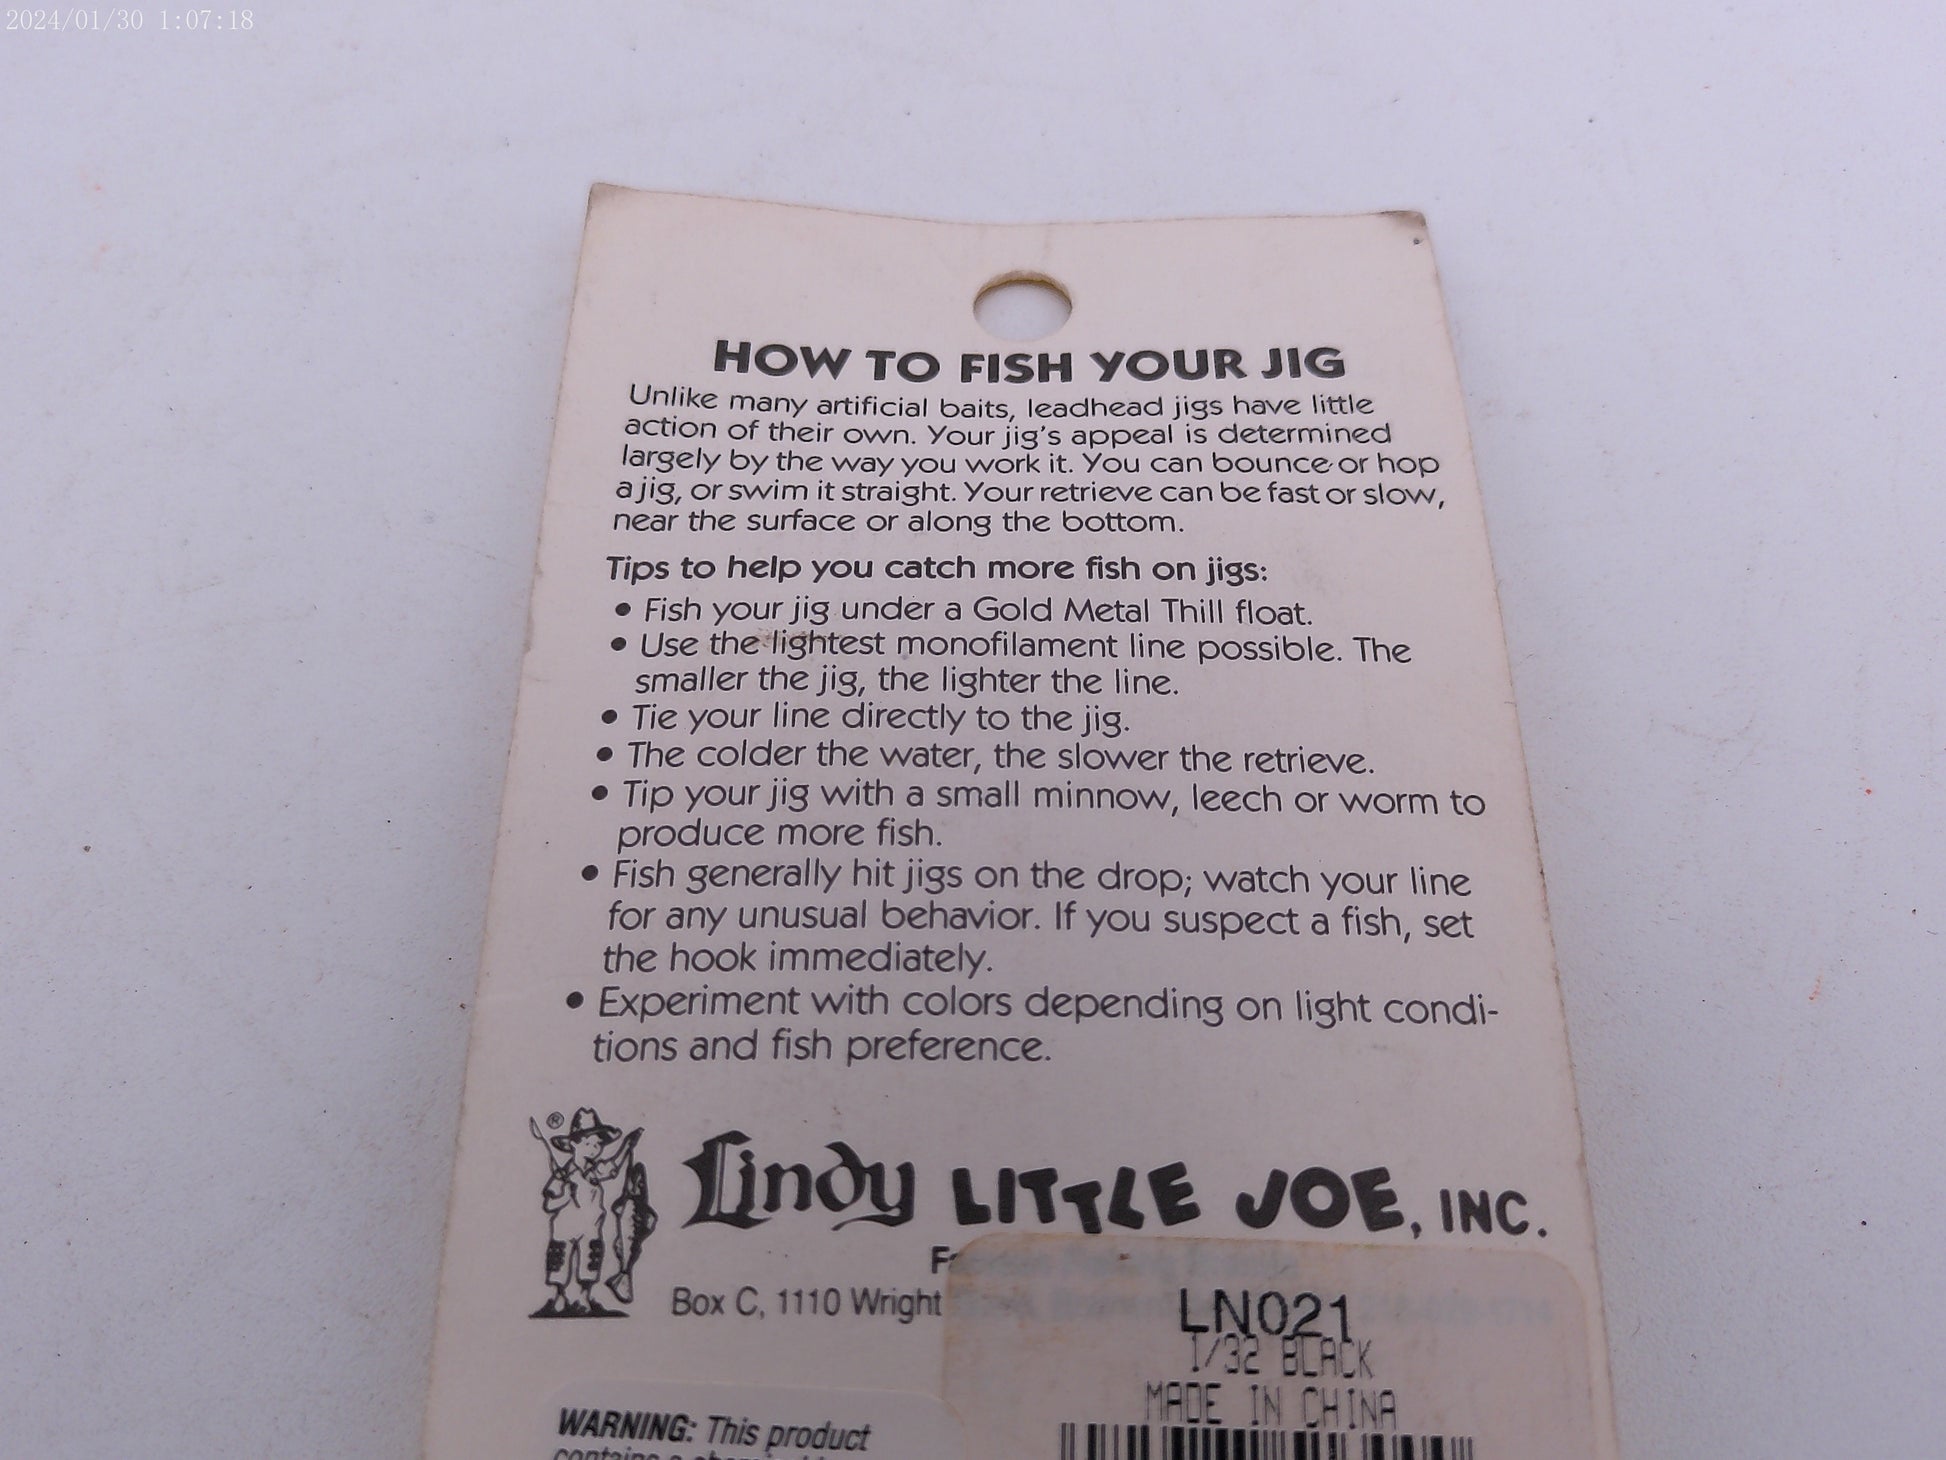 2024/01/30 1:07:18
HOW TO FISH YOUR JIG
Unlike many artificial baits, leadhead jigs have little
action of their own. Your jig's appeal is determined
largely by the way you work it. You can bounce or hop
a jig, or swim it straight. Your retrieve can be fast or slow,
near the surface or along the bottom.
Tips to help you catch more fish on jigs:
• Fish your jig under a Gold Metal Thill float.
• Use the lightest monofilament line possible. The
smaller the jig, the lighter the line.
• Tie your line directly to the jig.
• The colder the water, the slower the retrieve.
• Tip your jig with a small minnow, leech or worm to
produce more fish.
• Fish generally hit jigs on the drop; watch your line
for any unusual behavior. If you suspect a fish, set
the hook immediately.
• Experiment with colors depending on light condi-
tions and fish preference.
®
Lindy LITTLE JOE, INC.
Box C, 1110 Wright
LN021
1/32 BLACK
MADE IN CHINA
WARNING: This product